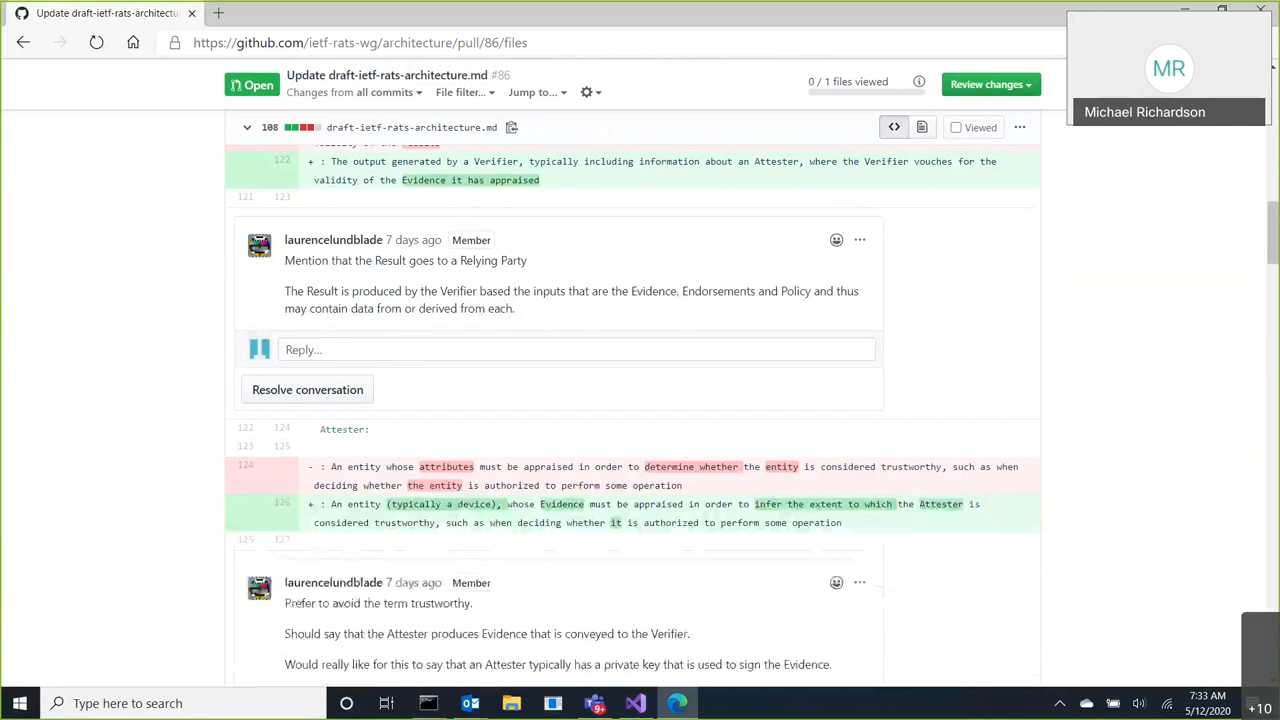 Update draft-ietf-rats-architectu
https://github.com/ietf-rats-wg/architecture/pull/86/files
MR
Michael Richardson
Open
Update draft-ietf-rats-architecture.md #86
Changes from all commits
File filter...
Jump to...
0 / 1 files viewed
Review changes
108
draft-ietf-rats-architecture.md
Viewed
122 + : The output generated by a Verifier, typically including information about an Attester, where the Verifier vouches for the
validity of the Evidence it has appraised
121 123
laurencelundblade 7 days ago Member
Mention that the Result goes to a Relying Party
The Result is produced by the Verifier based the inputs that are the Evidence, Endorsements and Policy and thus
may contain data from or derived from each.
Reply...
Resolve conversation
122 124 Attester:
123 125
124 - : An entity whose attributes must be appraised in order to determine whether the entity is considered trustworthy, such as when
deciding whether the entity is authorized to perform some operation
126 + : An entity (typically a device), whose Evidence must be appraised in order to infer the extent to which the Attester is
considered trustworthy, such as when deciding whether it is authorized to perform some operation
127
laurencelundblade 7 days ago Member
Prefer to avoid the term trustworthy.
Should say that the Attester produces Evidence that is conveyed to the Verifier.
Would really like for this to say that an Attester typically has a private key that is used to sign the Evidence.
Type here to search
7:33 AM
5/12/2020
+10